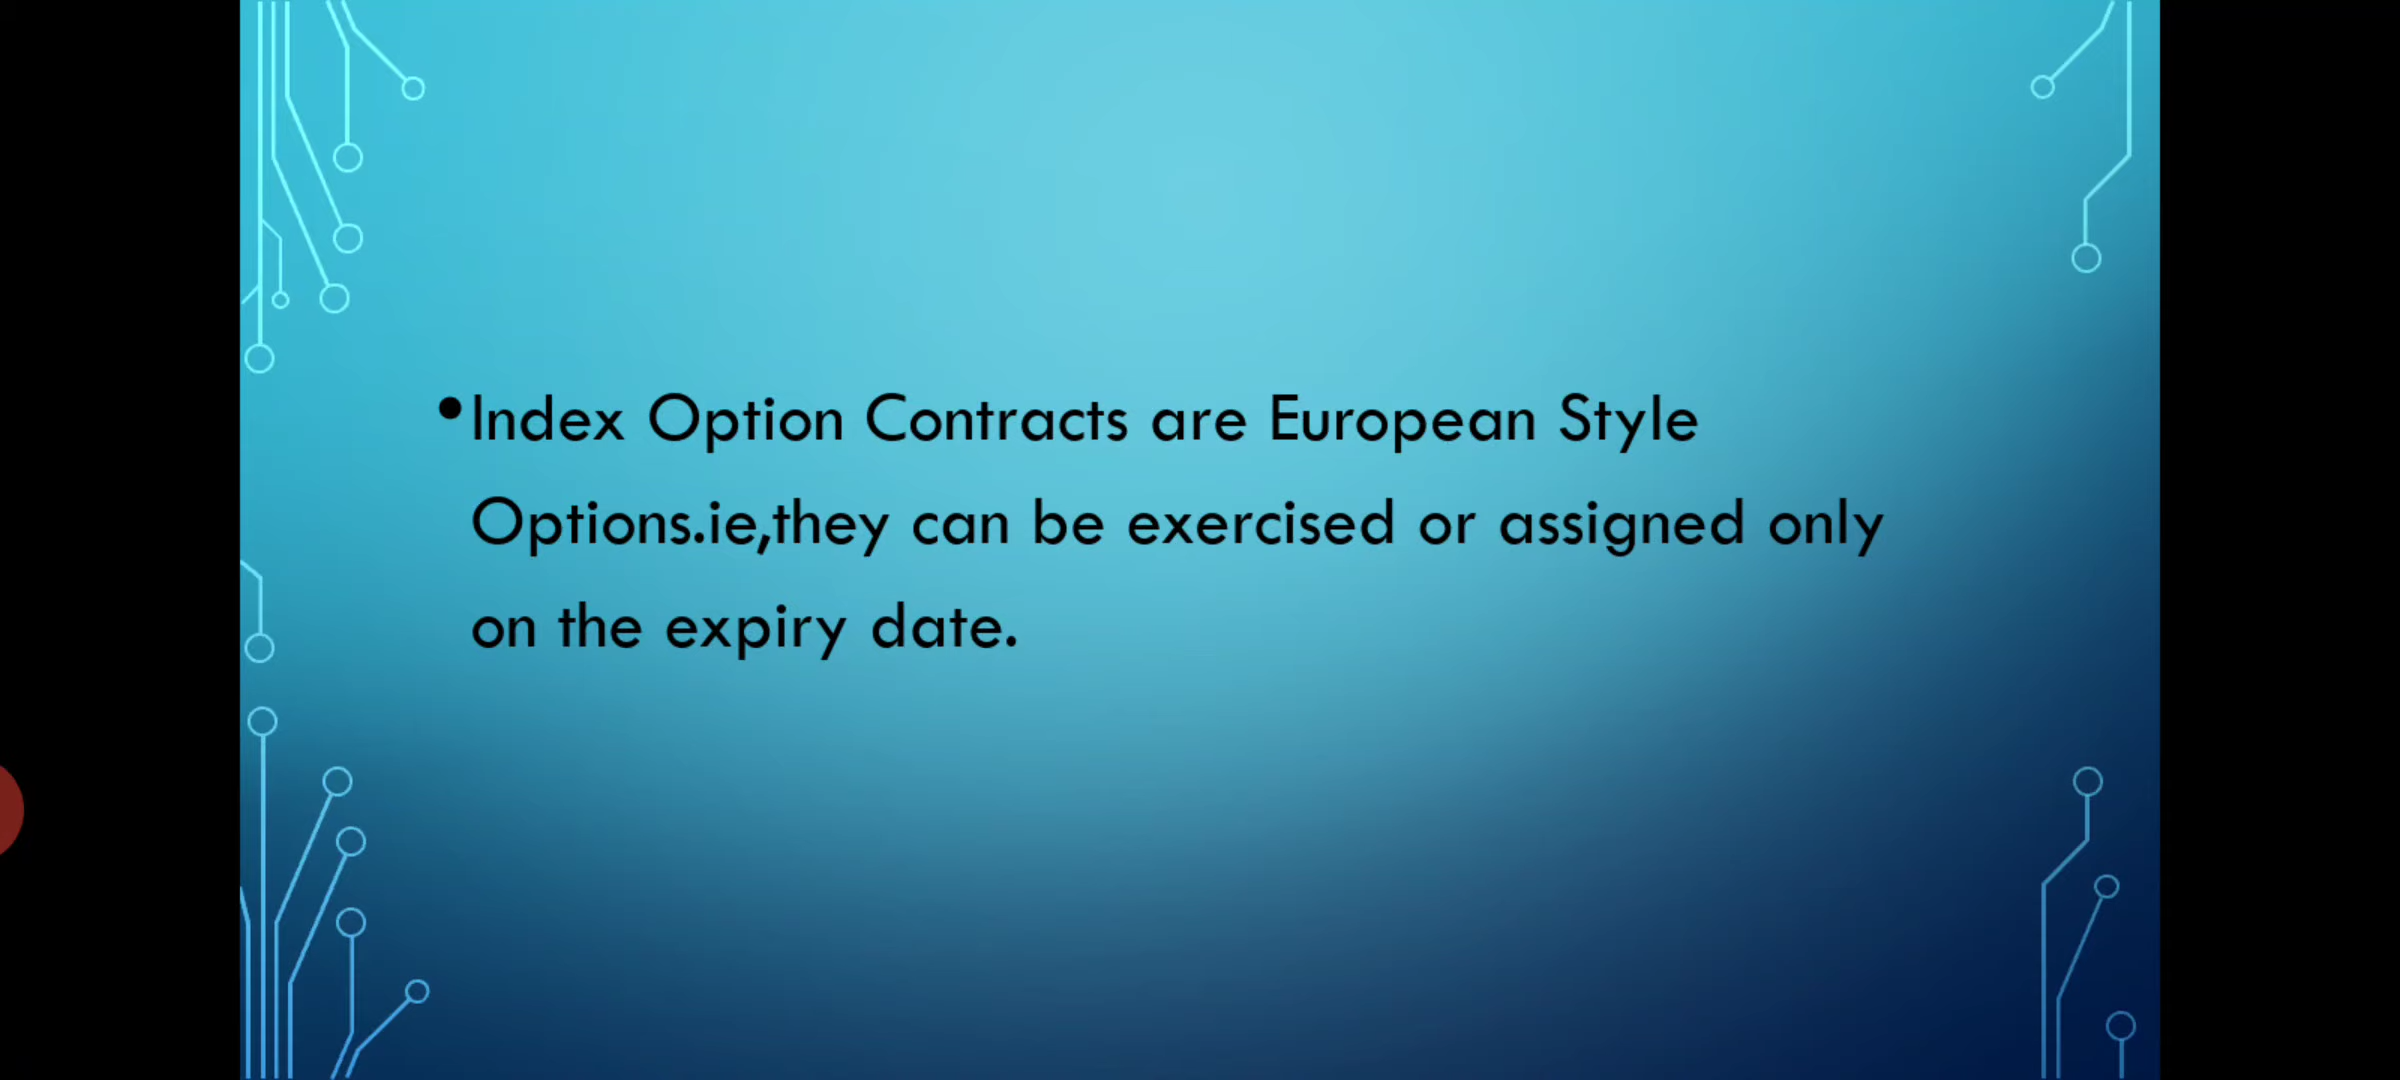 •Index Option Contracts are European Style
Options.ie,they can be exercised or assigned only
on the expiry date.